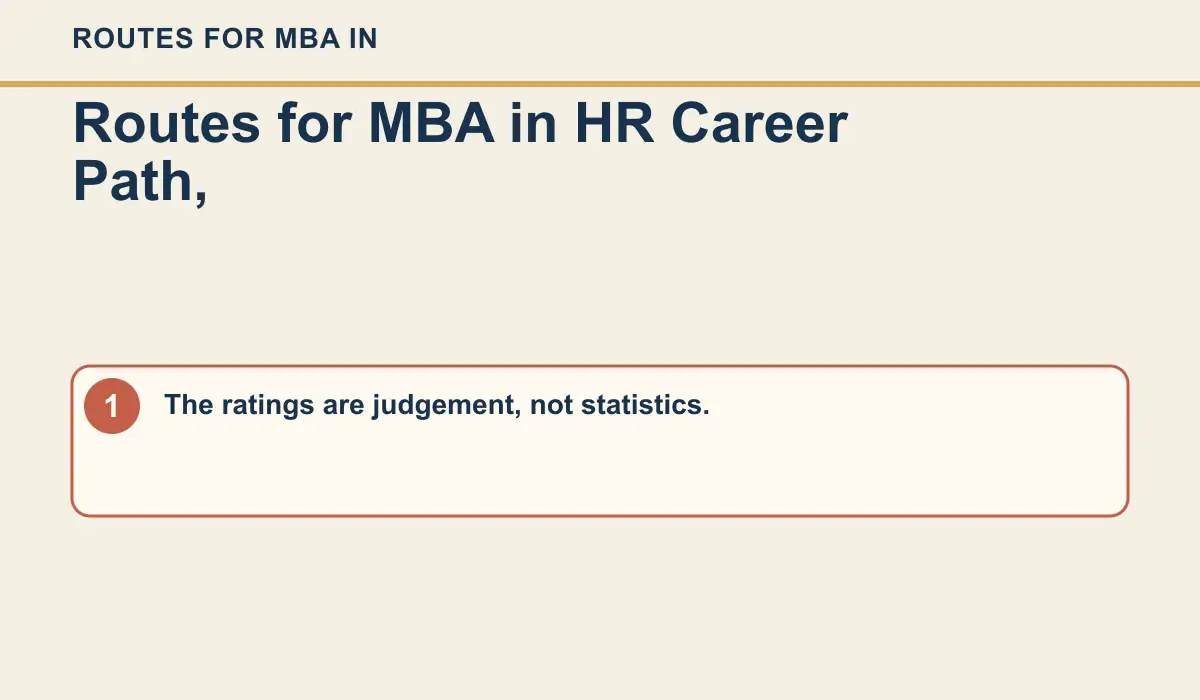 ROUTES FOR MBA IN
Routes for MBA in HR Career
Path,
1
The ratings are judgement, not statistics.